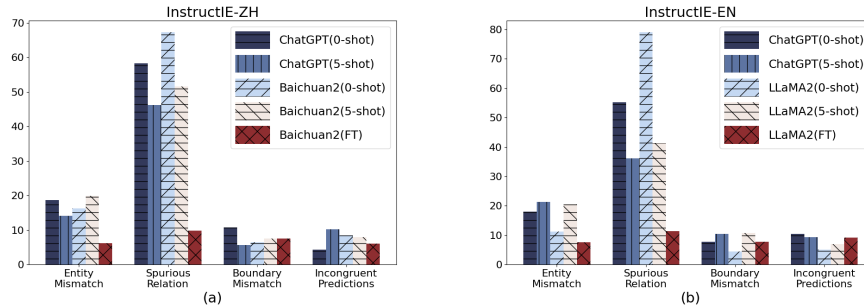 InstructIE-ZH
70
60
50
40
30
20
10
0
ChatGPT(0-shot)
ChatGPT(5-shot)
Baichuan2(0-shot)
Baichuan2(5-shot)
Baichuan2(FT)
Entity
Mismatch
Spurious
Relation
Boundary
Mismatch
Incongruent
Predictions
(a)
InstructIE-EN
80
70
60
50
40
30
20
10
0
ChatGPT(0-shot)
ChatGPT(5-shot)
LLaMA2(0-shot)
LLaMA2(5-shot)
LLaMA2(FT)
Entity
Mismatch
Spurious
Relation
Boundary
Mismatch
Incongruent
Predictions
(b)